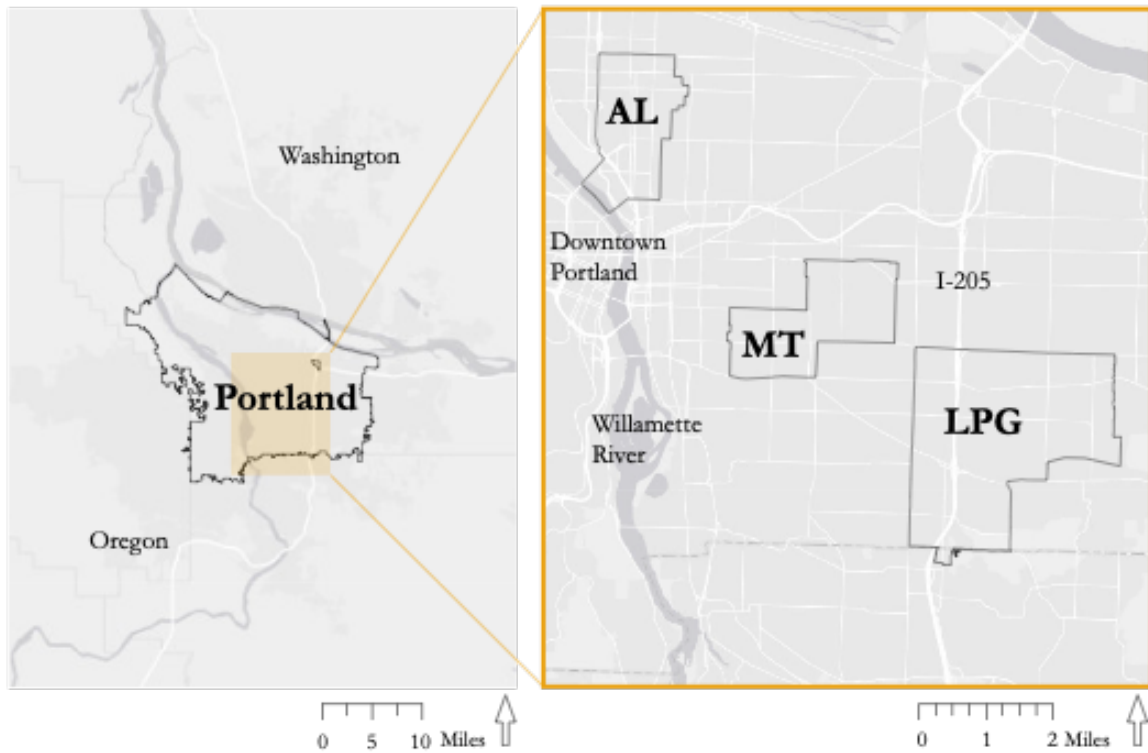 Washington
Portland
Oregon
0 5 10 Miles
AL
Downtown
Portland
I-205
MT
LPG
Willamette
River
0 1 2 Miles